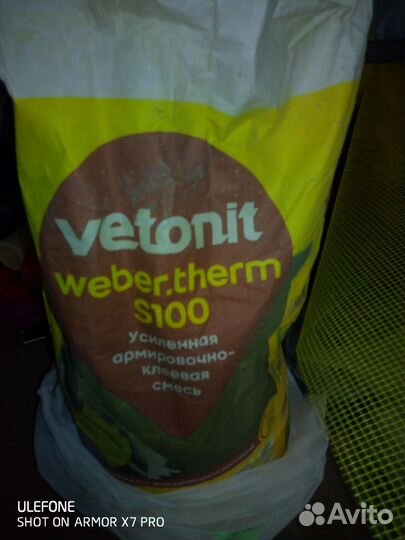 vetonit
weber.therm
S100
Усиленная
армировочно-
клеевая
смесь
ULEFONE
SHOT ON ARMOR X7 PRO
Avito